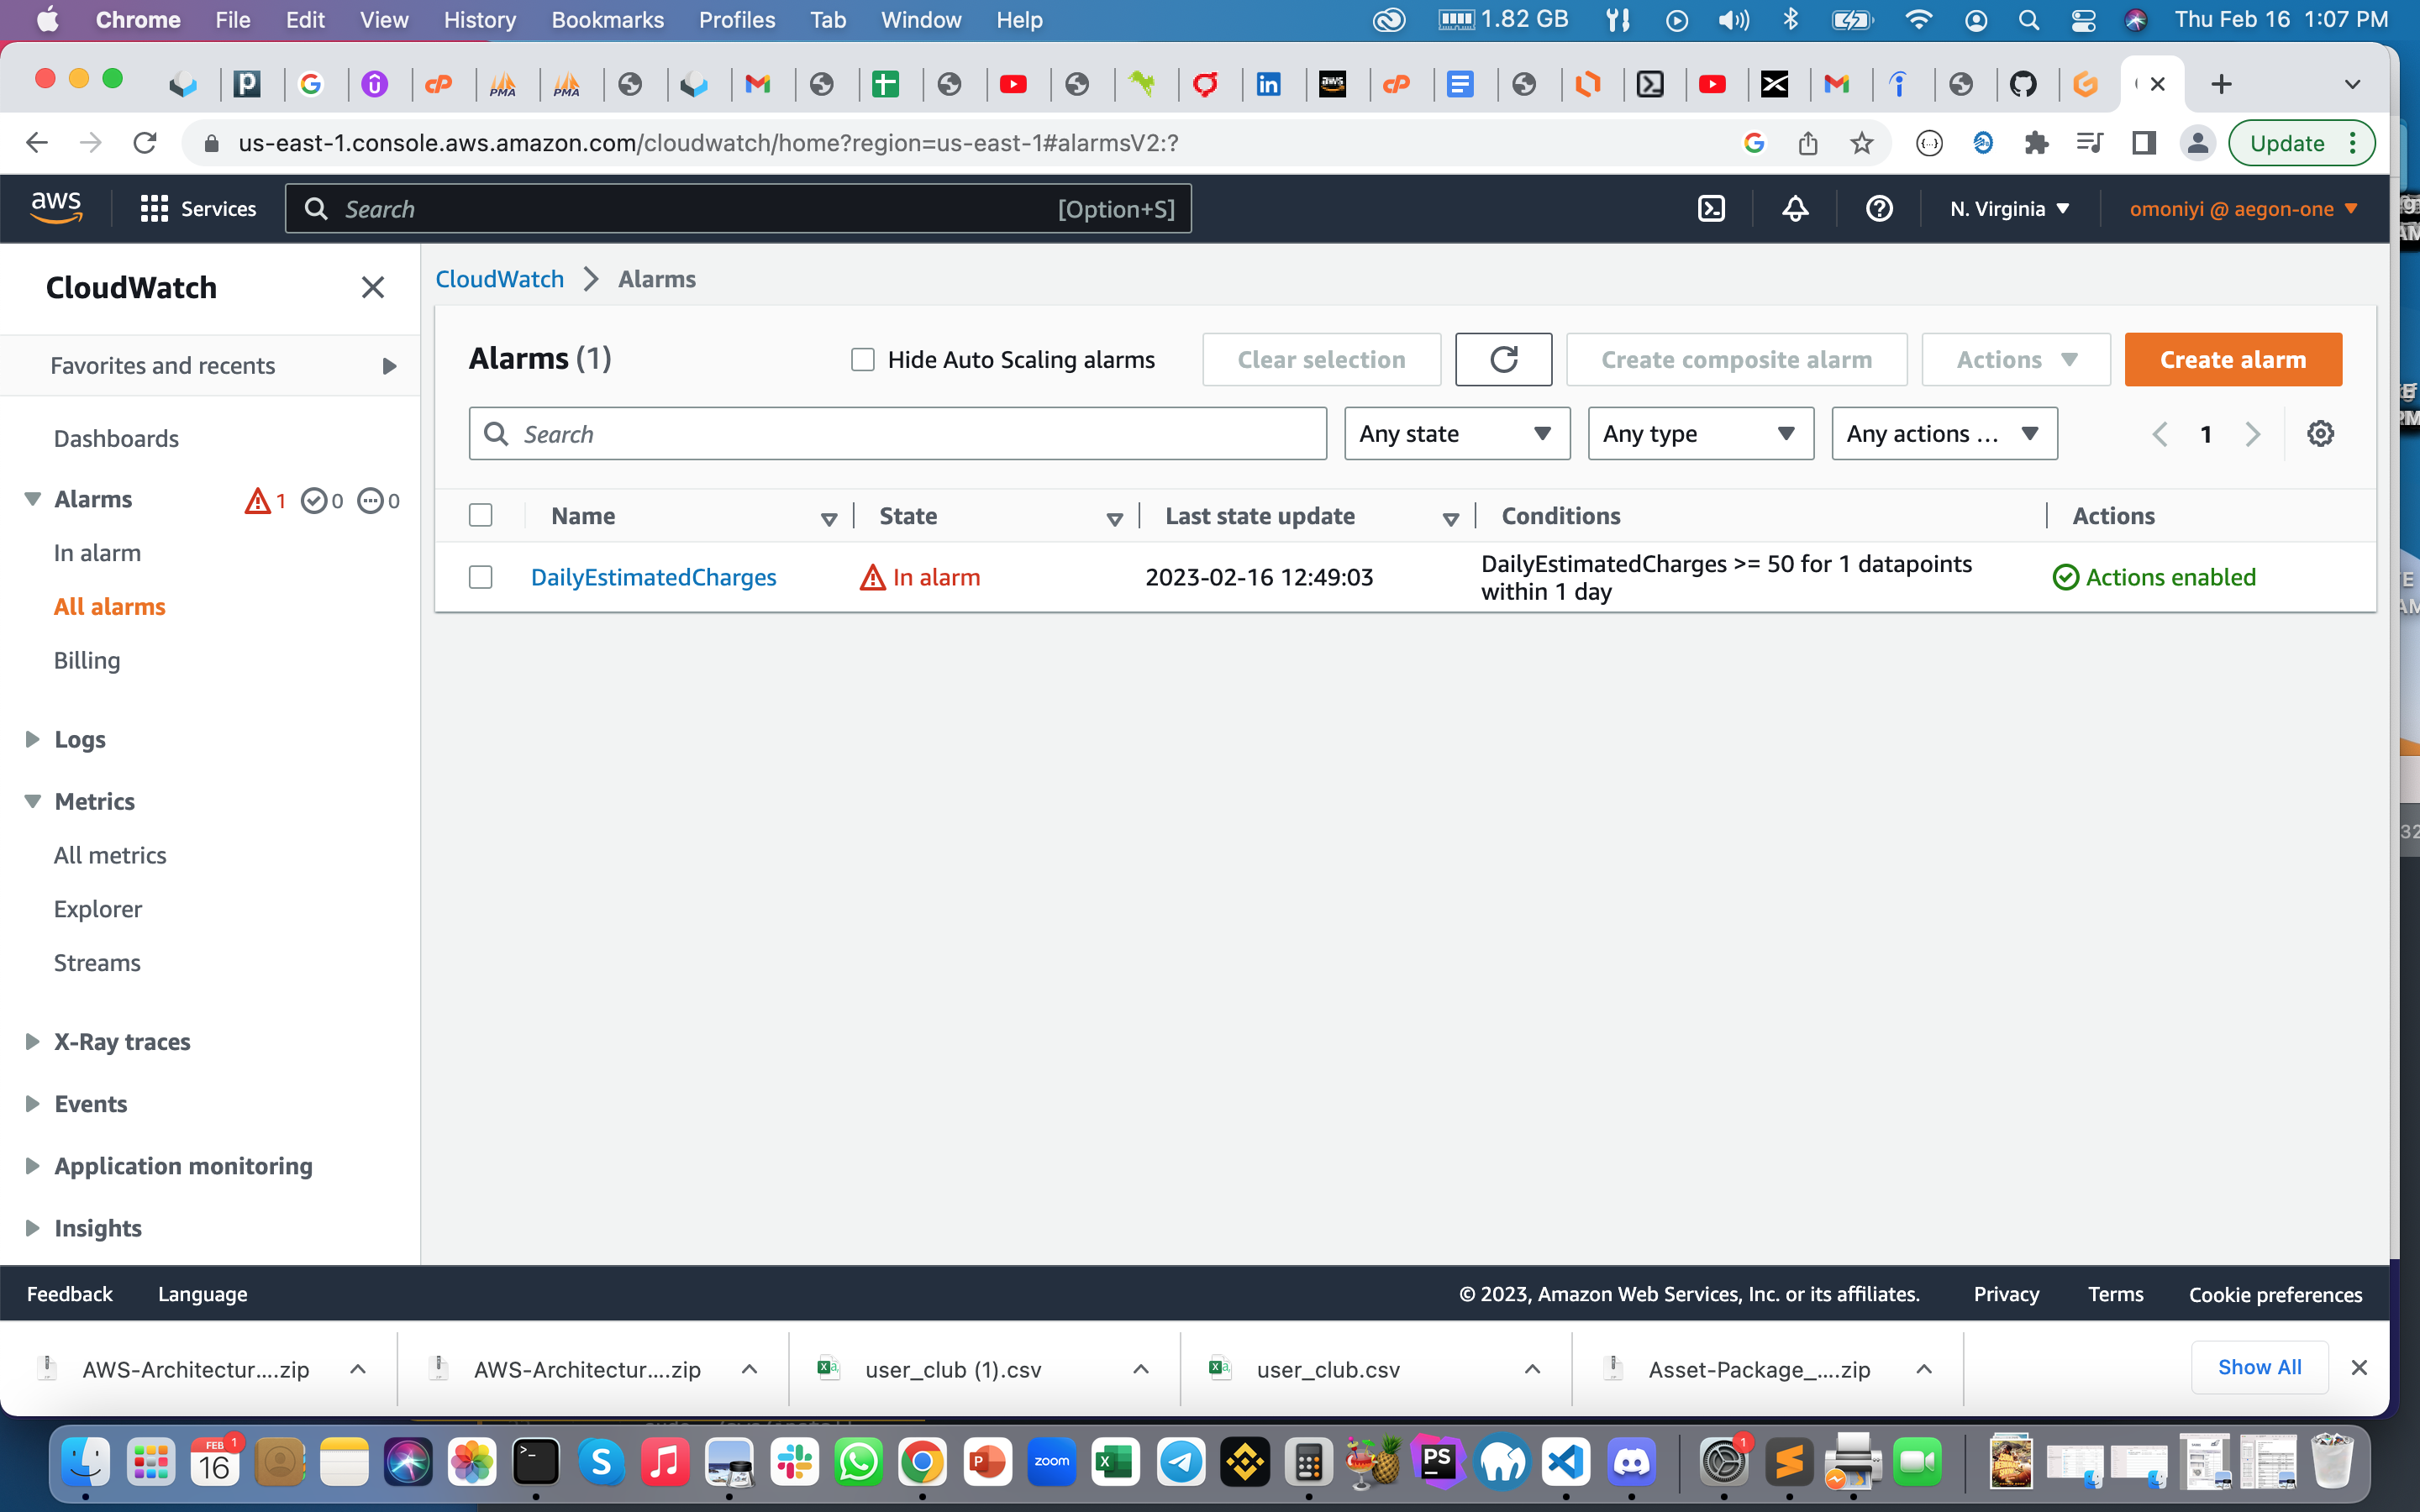 Chrome File Edit View History Bookmarks Profiles Tab Window Help 1.82 GB Thu Feb 16 1:07 PM
us-east-1.console.aws.amazon.com/cloudwatch/home?region=us-east-1#alarmsV2:? Update
aws Services Search [Option+S] N. Virginia omoniyi @ aegon-one
CloudWatch
Favorites and recents
Dashboards
Alarms 1 0 0
In alarm
All alarms
Billing
Logs
Metrics
All metrics
Explorer
Streams
X-Ray traces
Events
Application monitoring
Insights
CloudWatch > Alarms
Alarms (1) Hide Auto Scaling alarms Clear selection Create composite alarm Actions Create alarm
Search Any state Any type Any actions ... 1
Name State Last state update Conditions Actions
DailyEstimatedCharges In alarm 2023-02-16 12:49:03 DailyEstimatedCharges >= 50 for 1 datapoints within 1 day Actions enabled
Feedback Language © 2023, Amazon Web Services, Inc. or its affiliates. Privacy Terms Cookie preferences
AWS-Architectur....zip AWS-Architectur....zip user_club (1).csv user_club.csv Asset-Package_....zip Show All
FEB 16 1 zoom PS 1